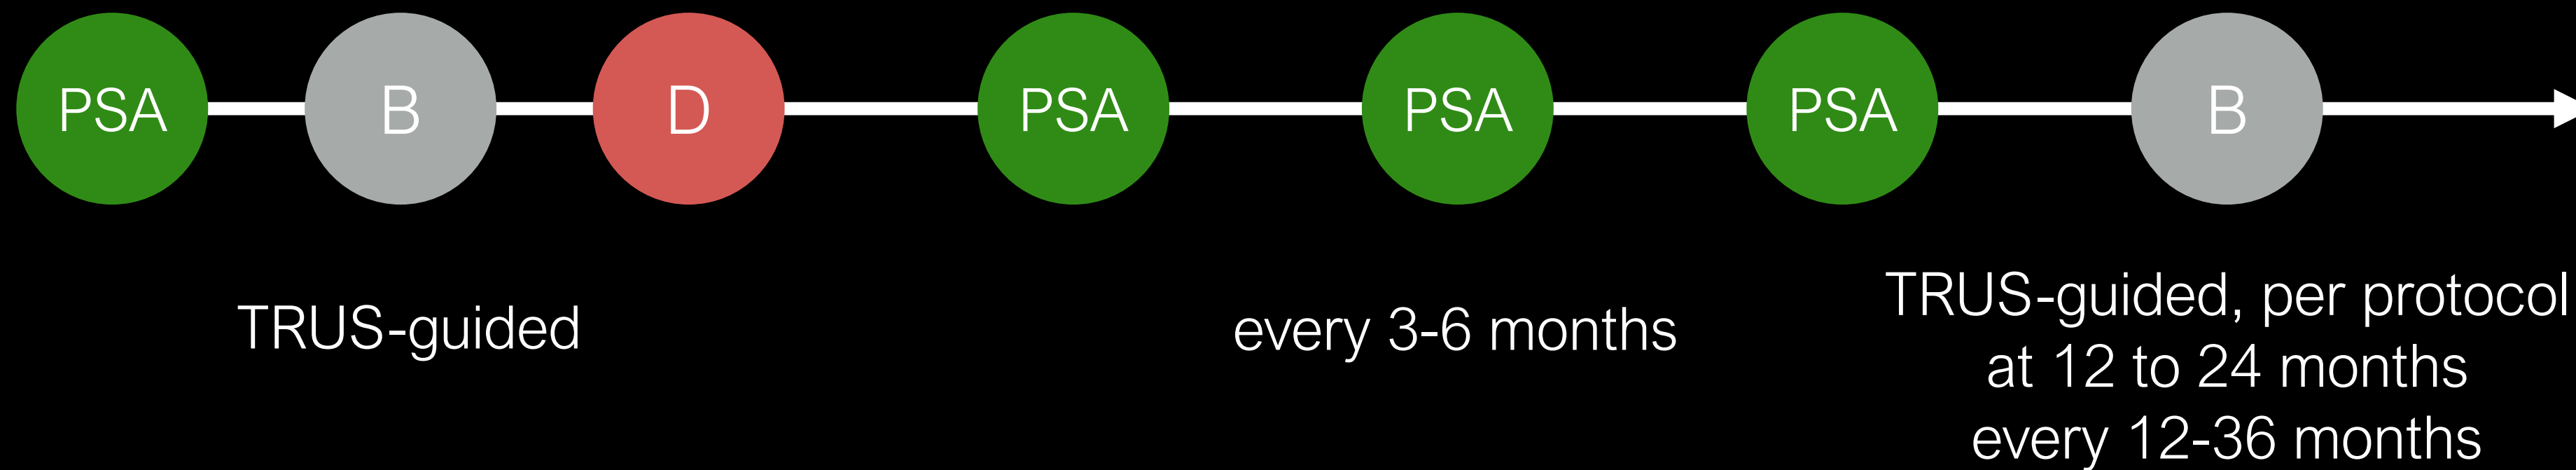 PSA
B
D
PSA
PSA
PSA
B
TRUS-guided
every 3-6 months
TRUS-guided, per protocol
at 12 to 24 months
every 12-36 months